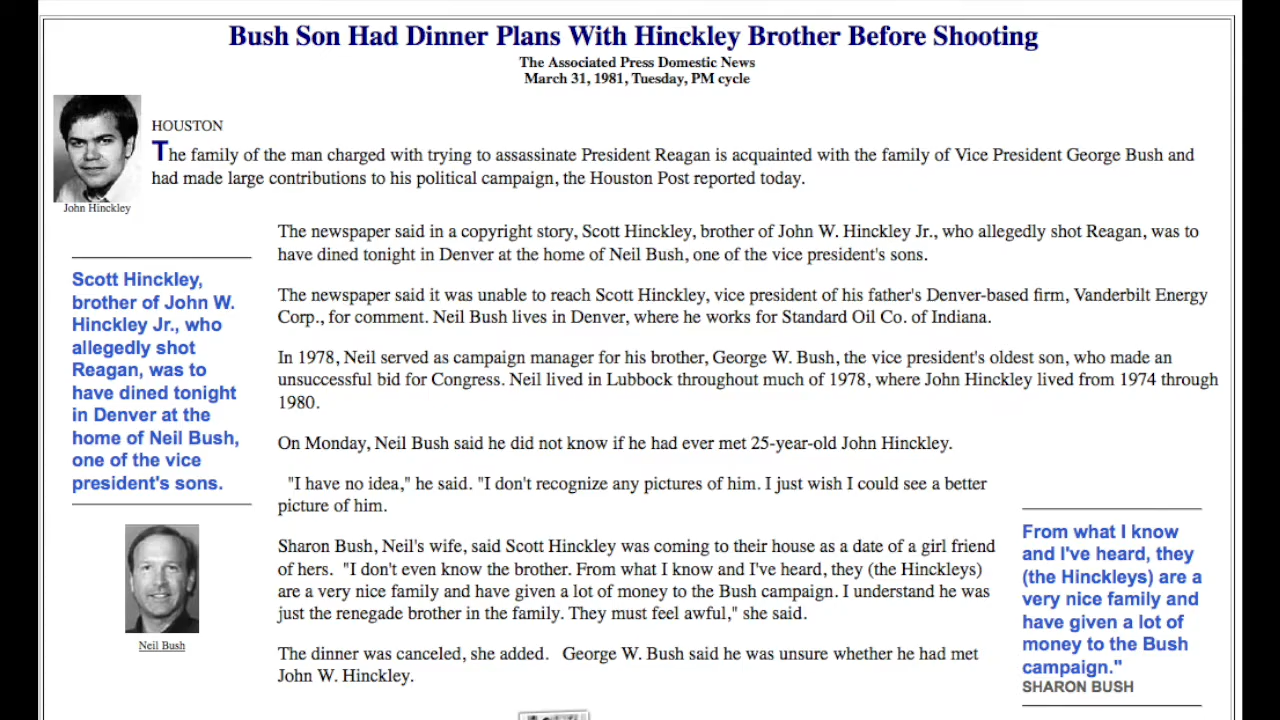 Bush Son Had Dinner Plans With Hinckley Brother Before Shooting
The Associated Press Domestic News
March 31, 1981, Tuesday, PM cycle
John Hinckley
HOUSTON
The family of the man charged with trying to assassinate President Reagan is acquainted with the family of Vice President George Bush and
had made large contributions to his political campaign, the Houston Post reported today.
The newspaper said in a copyright story, Scott Hinckley, brother of John W. Hinckley Jr., who allegedly shot Reagan, was to
have dined tonight in Denver at the home of Neil Bush, one of the vice president's sons.
The newspaper said it was unable to reach Scott Hinckley, vice president of his father's Denver-based firm, Vanderbilt Energy
Corp., for comment. Neil Bush lives in Denver, where he works for Standard Oil Co. of Indiana.
In 1978, Neil served as campaign manager for his brother, George W. Bush, the vice president's oldest son, who made an
unsuccessful bid for Congress. Neil lived in Lubbock throughout much of 1978, where John Hinckley lived from 1974 through
1980.
On Monday, Neil Bush said he did not know if he had ever met 25-year-old John Hinckley.
"I have no idea," he said. "I don't recognize any pictures of him. I just wish I could see a better
picture of him.
Sharon Bush, Neil's wife, said Scott Hinckley was coming to their house as a date of a girl friend
of hers. "I don't even know the brother. From what I know and I've heard, they (the Hinckleys)
are a very nice family and have given a lot of money to the Bush campaign. I understand he was
just the renegade brother in the family. They must feel awful," she said.
The dinner was canceled, she added. George W. Bush said he was unsure whether he had met
John W. Hinckley.
Scott Hinckley,
brother of John W.
Hinckley Jr., who
allegedly shot
Reagan, was to
have dined tonight
in Denver at the
home of Neil Bush,
one of the vice
president's sons.
Neil Bush
From what I know
and I've heard, they
(the Hinckleys) are a
very nice family and
have given a lot of
money to the Bush
campaign."
SHARON BUSH